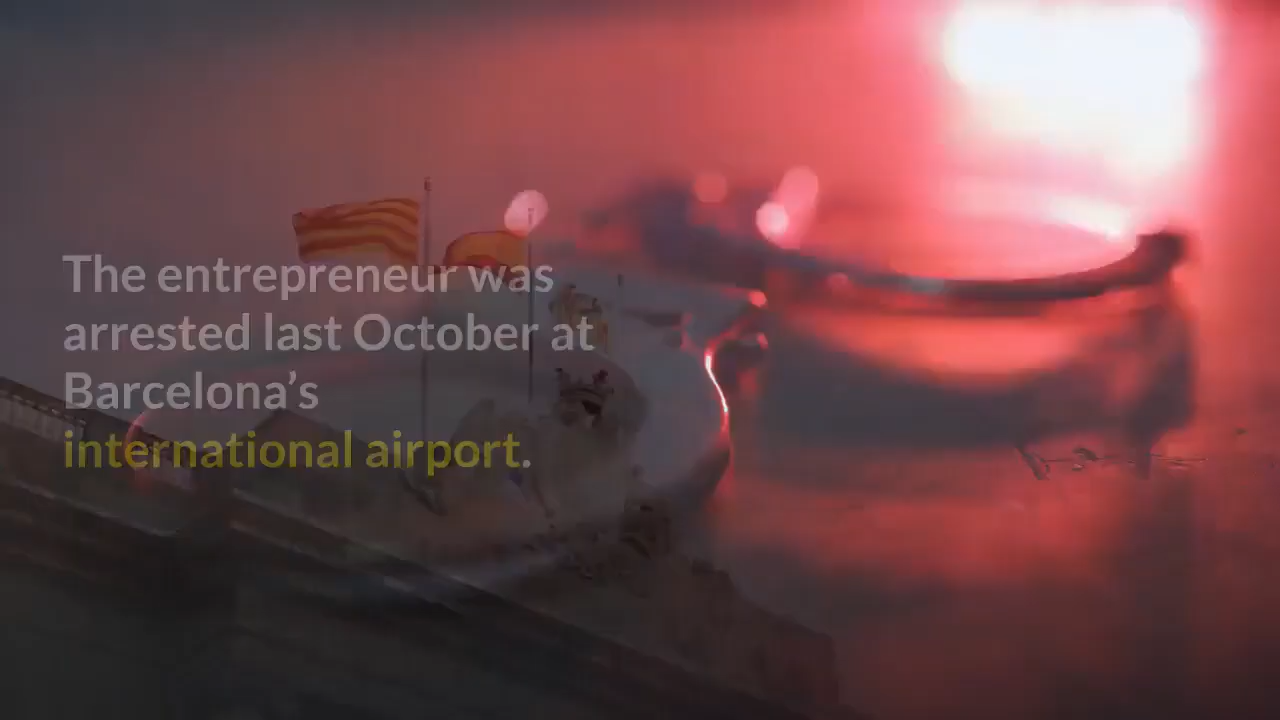 The entrepreneur was
arrested last October at
Barcelona’s
international airport.